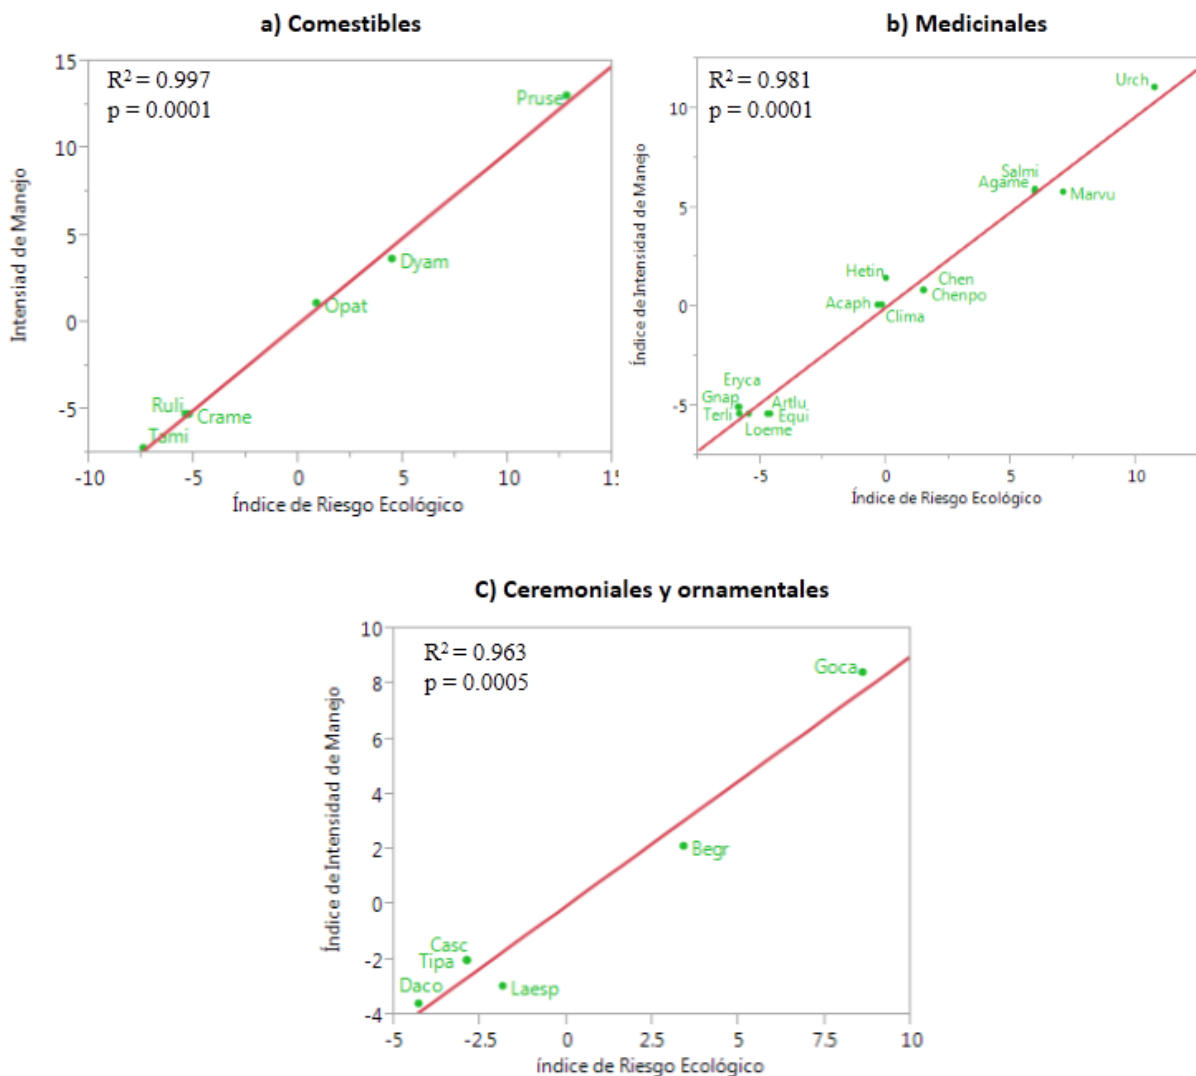 a) Comestibles
R² = 0.997
p = 0.0001
15
10
5
0
-5
Intensiad de Manejo
Pruse
Dyam
Opat
Ruli
Crame
Tami
-10
-5
0
5
10
Índice de Riesgo Ecológico
b) Medicinales
R² = 0.981
p = 0.0001
10
5
0
-5
Índice de Intensidad de Manejo
Urch
Salmi
Agame
Marvu
Hetin
Chen
Chenpo
Acaph
Clima
Eryca
Gnap
Artlu
Terli
Equi
Loeme
-5
0
5
10
Índice de Riesgo Ecológico
C) Ceremoniales y ornamentales
R² = 0.963
p = 0.0005
10
8
6
4
2
0
-2
-4
Índice de Intensidad de Manejo
Goca
Begr
Casc
Tipa
Daco
Laesp
-5
-2.5
0
2.5
5
7.5
10
índice de Riesgo Ecológico